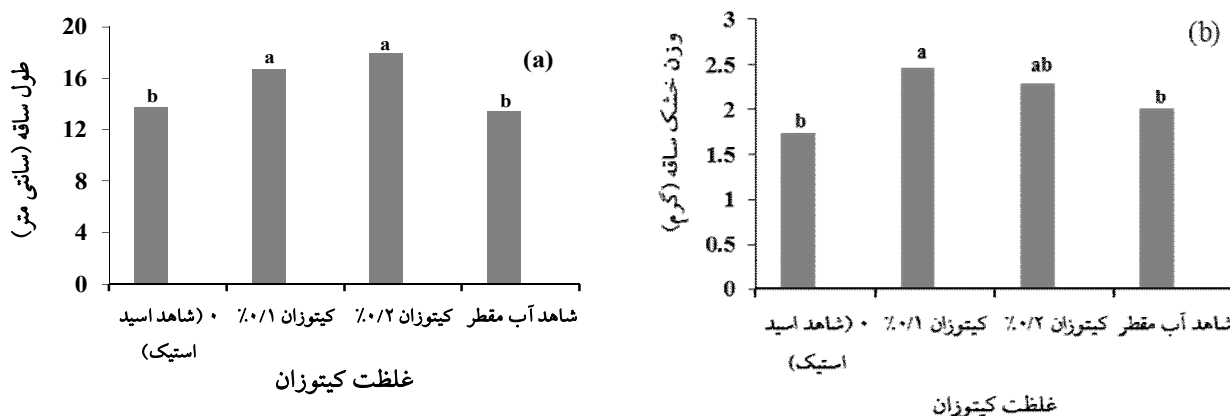 (a)
طول ساقه (سانتی متر)
20
16
12
8
4
0
b
a
a
b
۰ (شاهد اسید
استیک)
کیتوزان ۰/۱٪
کیتوزان ۰/۲٪
شاهد آب مقطر
غلظت کیتوزان
(b)
وزن خشک ساقه (گرم)
3
2.5
2
1.5
1
0.5
0
b
a
ab
b
۰ (شاهد اسید
استیک)
کیتوزان ۰/۱٪
کیتوزان ۰/۲٪
شاهد آب مقطر
غلظت کیتوزان